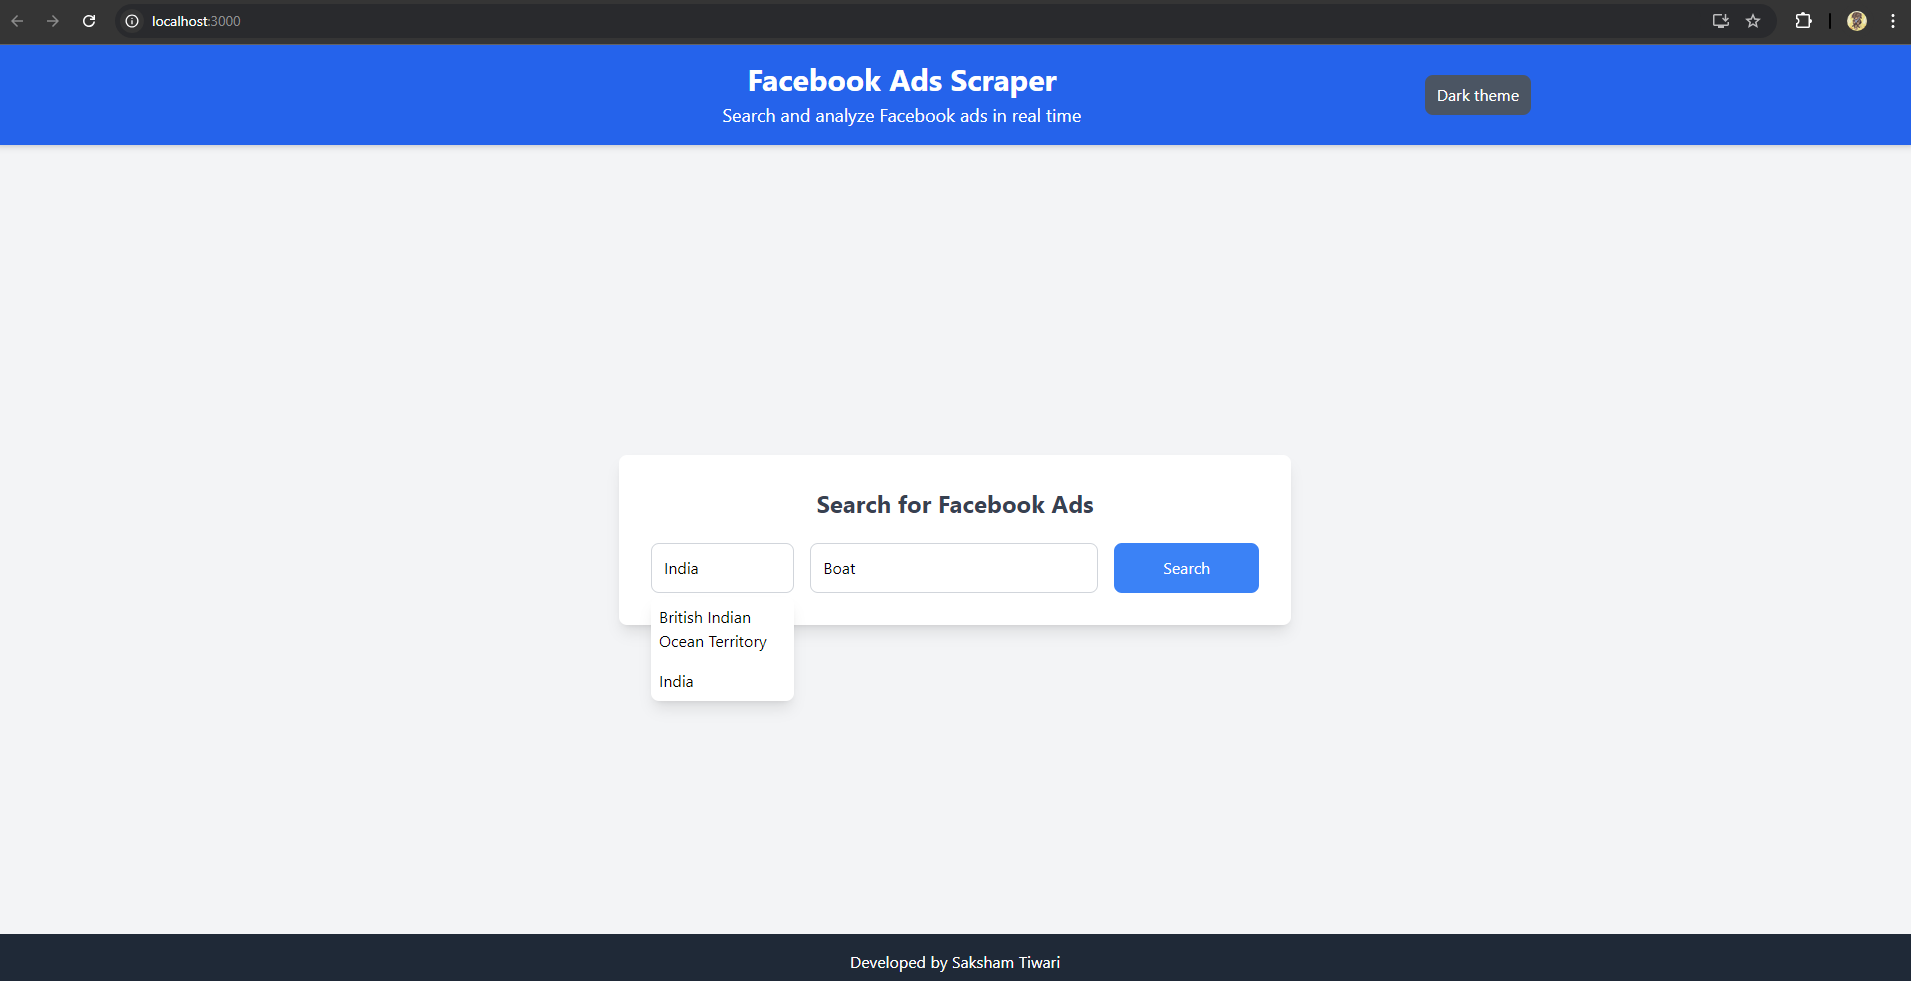 localhost:3000
Facebook Ads Scraper
Search and analyze Facebook ads in real time
Dark theme
Search for Facebook Ads
India
Boat
Search
British Indian
Ocean Territory
India
Developed by Saksham Tiwari